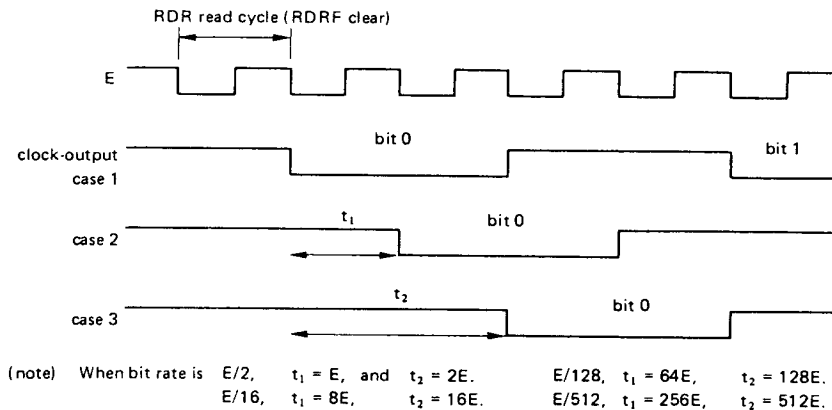 RDR read cycle (RDRF clear)
E
clock-output
case 1
bit 0
bit 1
case 2
t₁
bit 0
case 3
t₂
bit 0
(note) When bit rate is E/2, t₁ = E, and t₂ = 2E. E/128, t₁ = 64E, t₂ = 128E.
E/16, t₁ = 8E, t₂ = 16E. E/512, t₁ = 256E, t₂ = 512E.